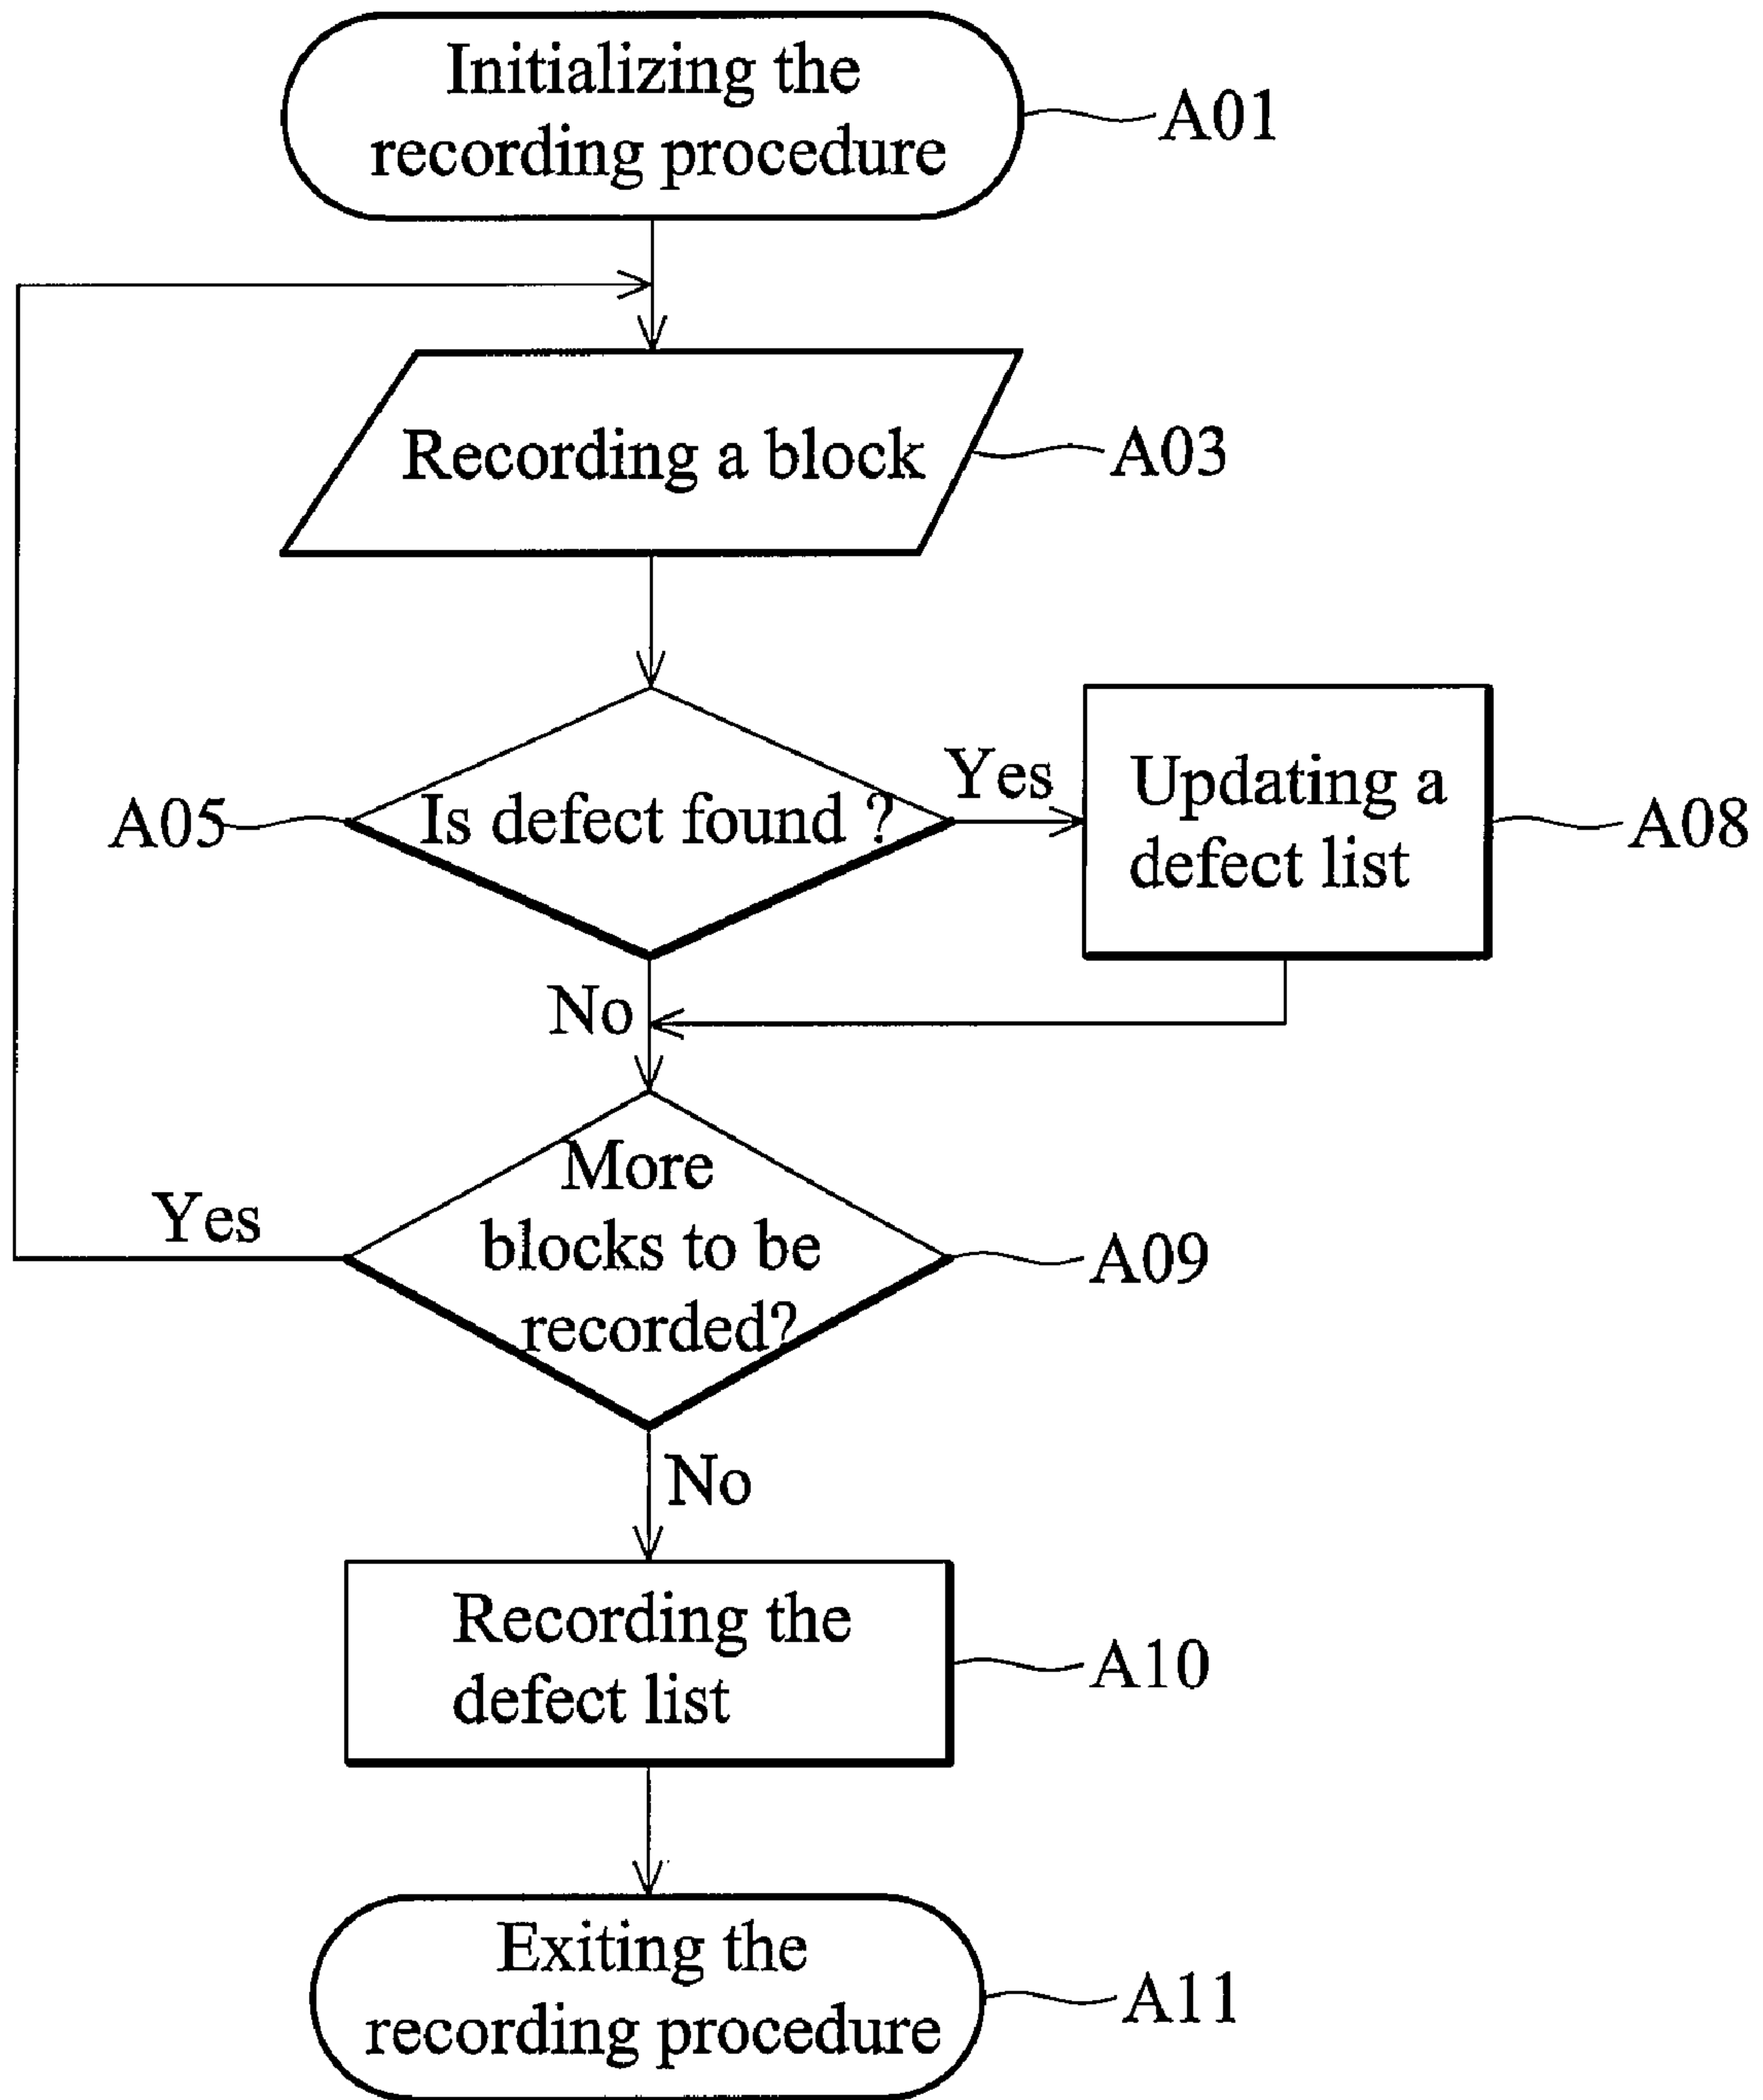 Initializing the
recording procedure
A01
Recording a block
A03
Is defect found ?
A05
Yes
Updating a
defect list
A08
No
More
blocks to be
recorded?
A09
Yes
No
Recording the
defect list
A10
Exiting the
recording procedure
A11